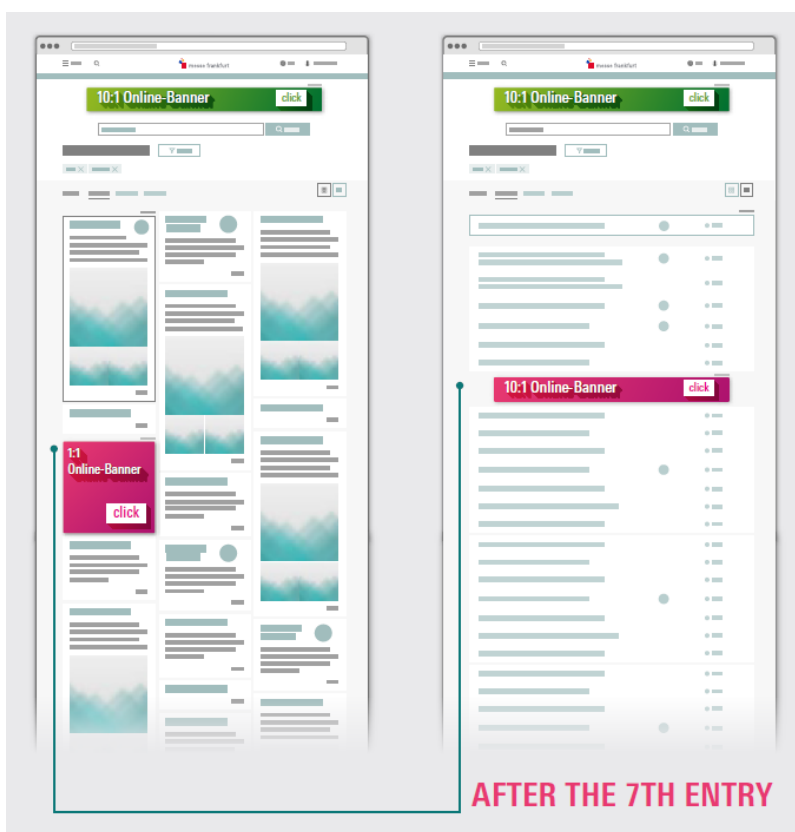 messe frankfurt
10:1 Online-Banner
click
1:1
Online-Banner
click
messe frankfurt
10:1 Online-Banner
click
10:1 Online-Banner
click
AFTER THE 7TH ENTRY